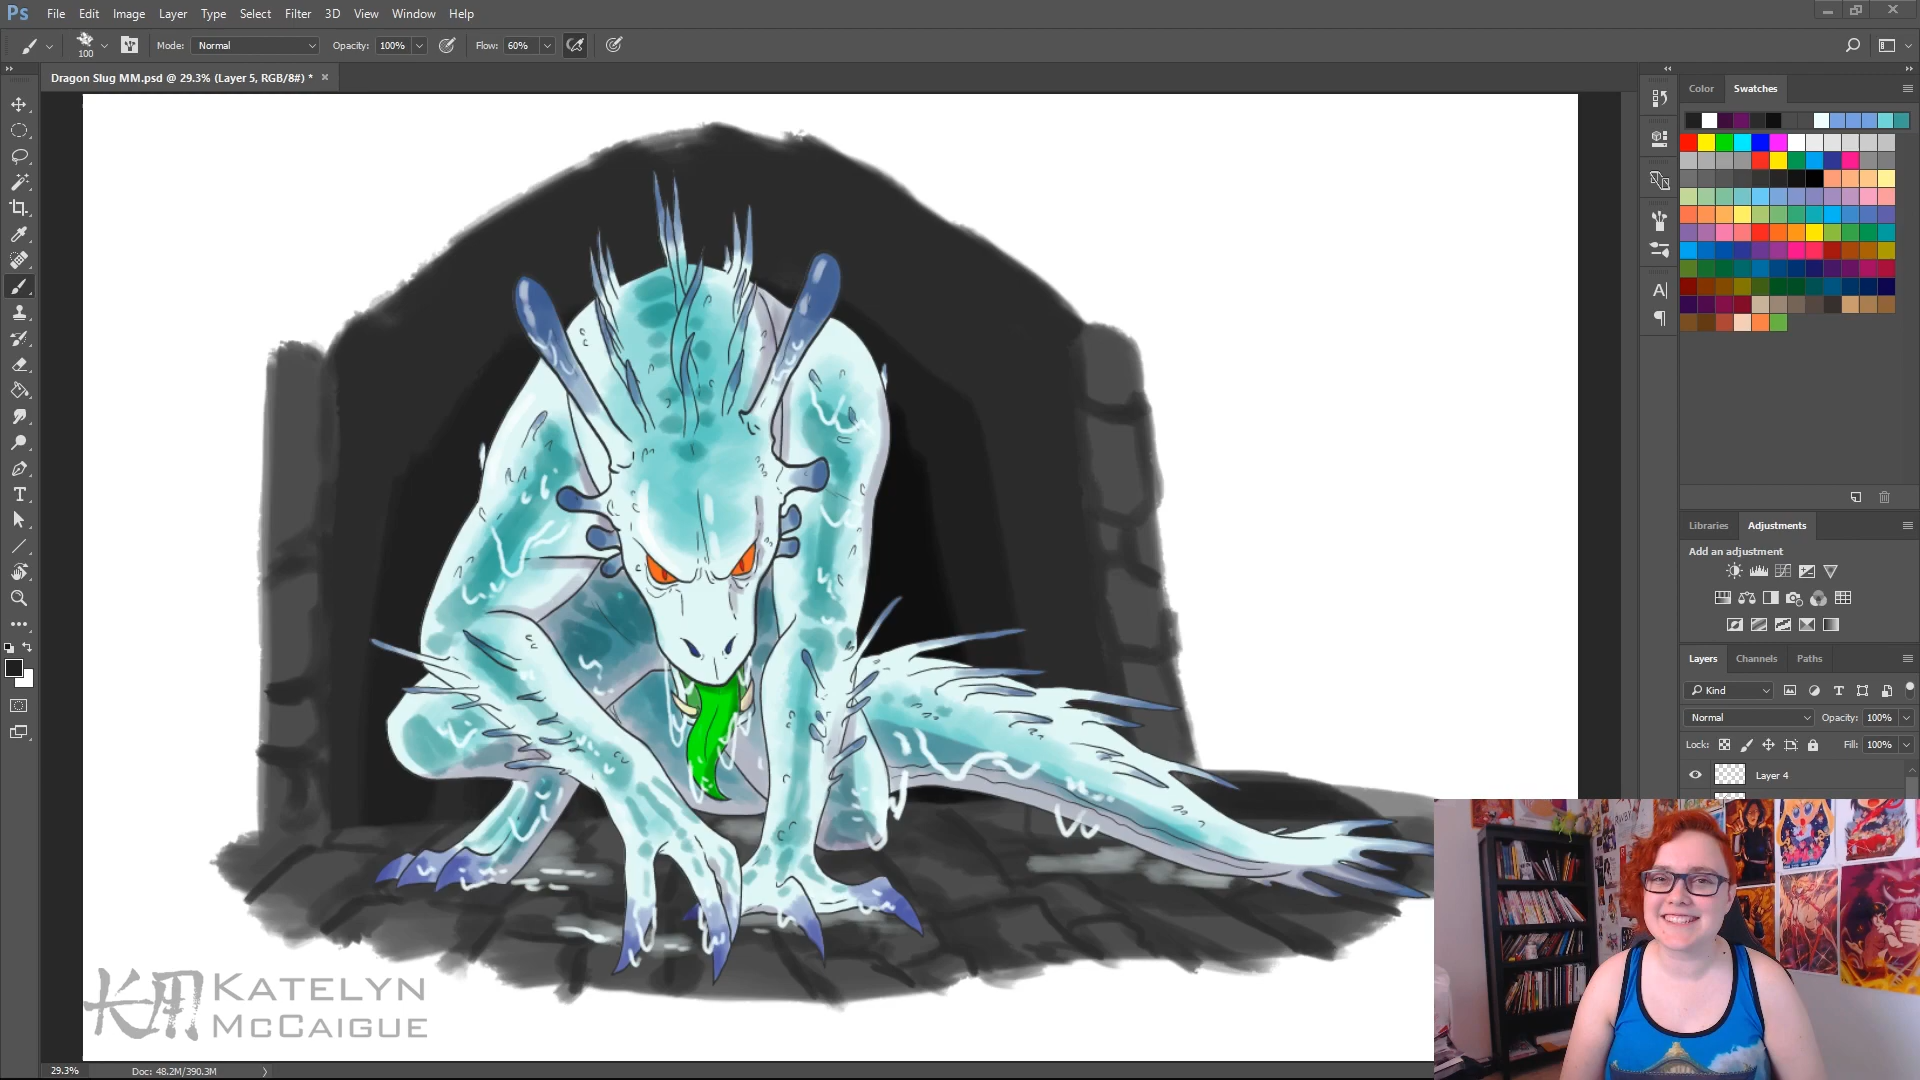 Ps File Edit Image Layer Type Select Filter 3D View Window Help
100 Mode: Normal Opacity: 100% Flow: 60%
Dragon Slug MM.psd @ 29.3% (Layer 5, RGB/8#) * ×
Color Swatches
Libraries Adjustments
Add an adjustment
Layers Channels Paths
Kind
Normal Opacity: 100%
Lock: Fill: 100%
Layer 4
KATELYN
MCCAIGUE
29.3% Doc: 48.2M/390.3M